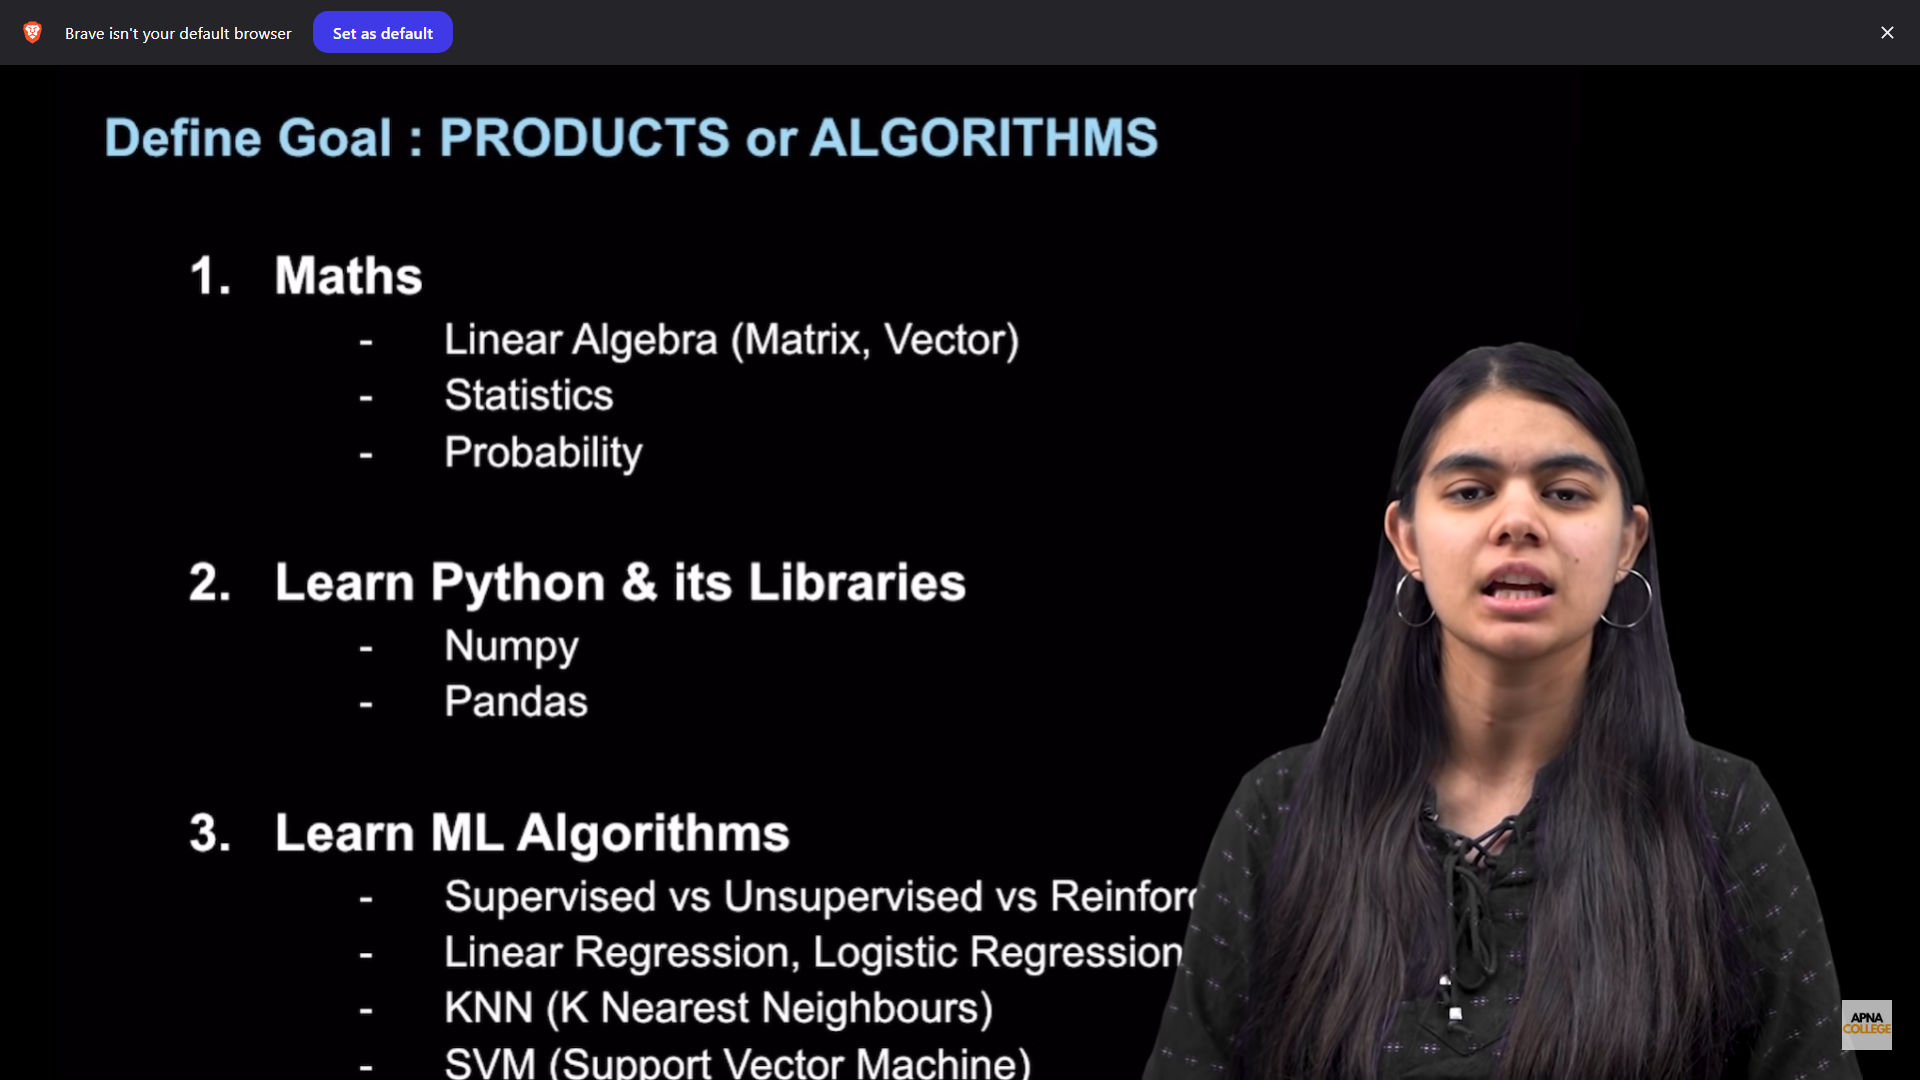 Brave isn't your default browser
Set as default
Define Goal : PRODUCTS or ALGORITHMS
1. Maths
- Linear Algebra (Matrix, Vector)
- Statistics
- Probability
2. Learn Python & its Libraries
- Numpy
- Pandas
3. Learn ML Algorithms
- Supervised vs Unsupervised vs
- Linear Regression, Logistic Regression
- KNN (K Nearest Neighbours)
- SVM (Support Vector Machine)
APNA
COLLEGE